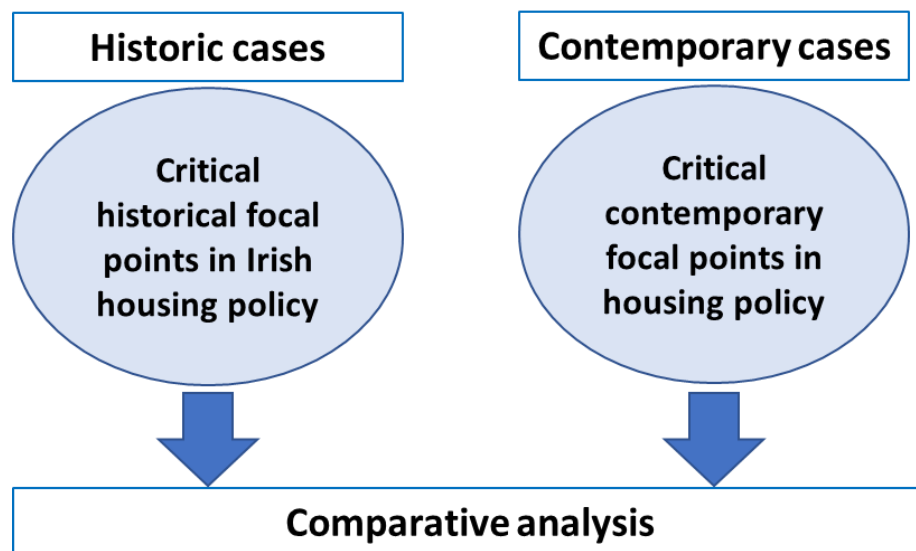 Historic cases
Contemporary cases
Critical
historical focal
points in Irish
housing policy
Critical
contemporary
focal points in
housing policy
Comparative analysis